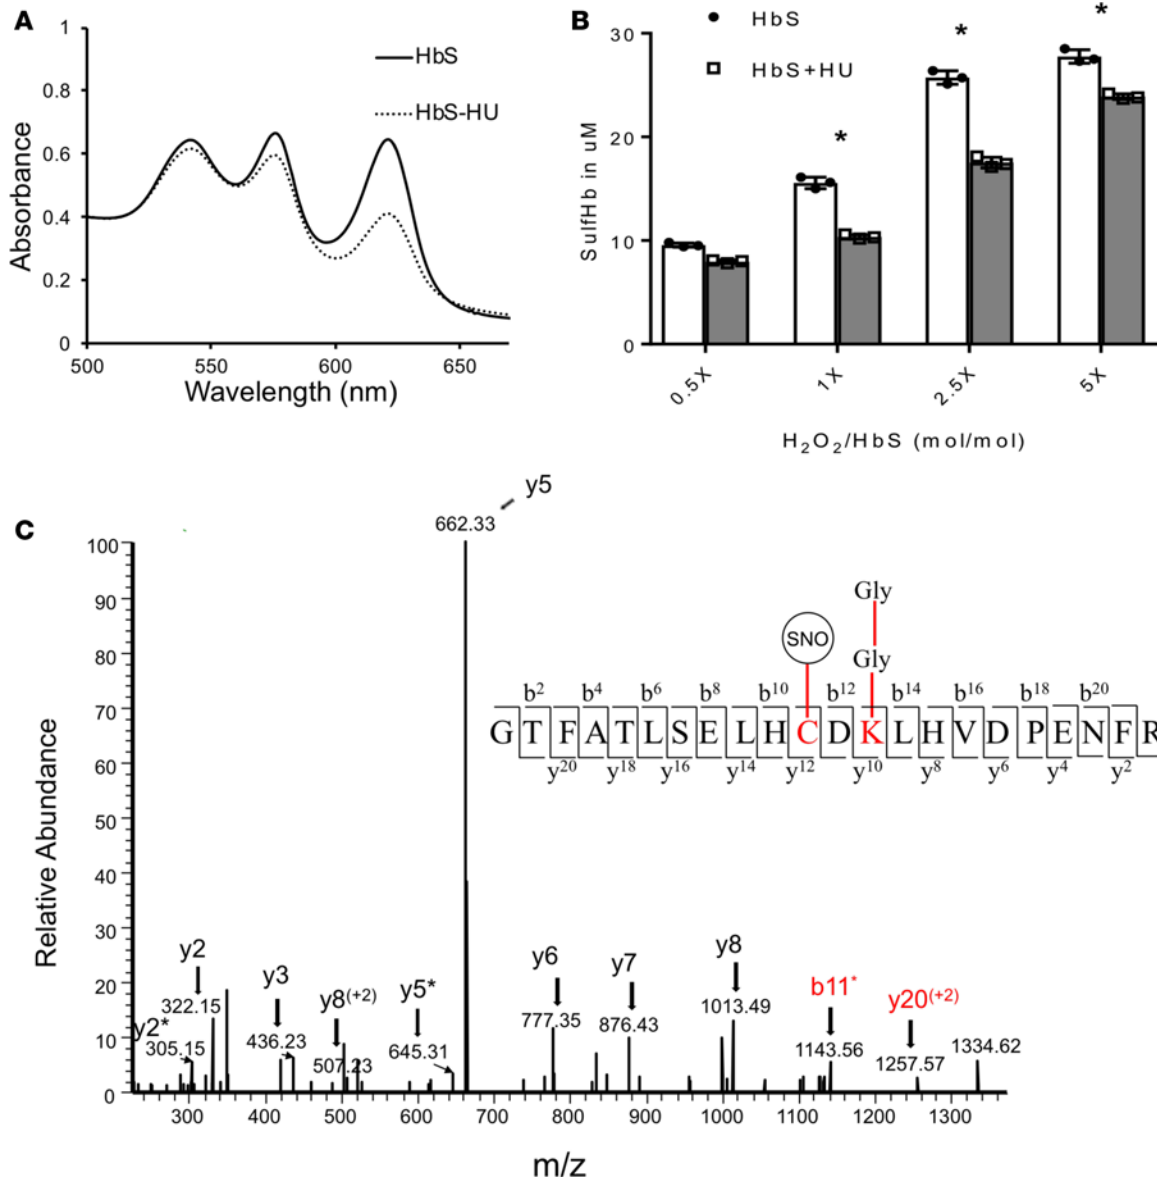 A
1
0.8
0.6
0.4
0.2
0
Absorbance
HbS
HbS-HU
500
550
600
650
Wavelength (nm)
B
HbS
HbS+HU
*
*
*
30
20
10
0
SulfHb in uM
0.5X
1X
2.5X
5X
H₂O₂/HbS (mol/mol)
C
y5
662.33
100
90
80
70
60
50
40
30
20
10
0
Relative Abundance
Gly
SNO
Gly
b² b⁴ b⁶ b⁸ b¹⁰ b¹² b¹⁴ b¹⁶ b¹⁸ b²⁰
G T F A T L S E L H C D K L H V D P E N F R
y²⁰ y¹⁸ y¹⁶ y¹⁴ y¹² y¹⁰ y⁸ y⁶ y⁴ y²
y2
322.15
y2*
305.15
y3
436.23
y8(+2)
507.23
y5*
645.31
y6
777.35
y7
876.43
y8
1013.49
b11*
1143.56
y20(+2)
1257.57
1334.62
300 400 500 600 700 800 900 1000 1100 1200 1300
m/z